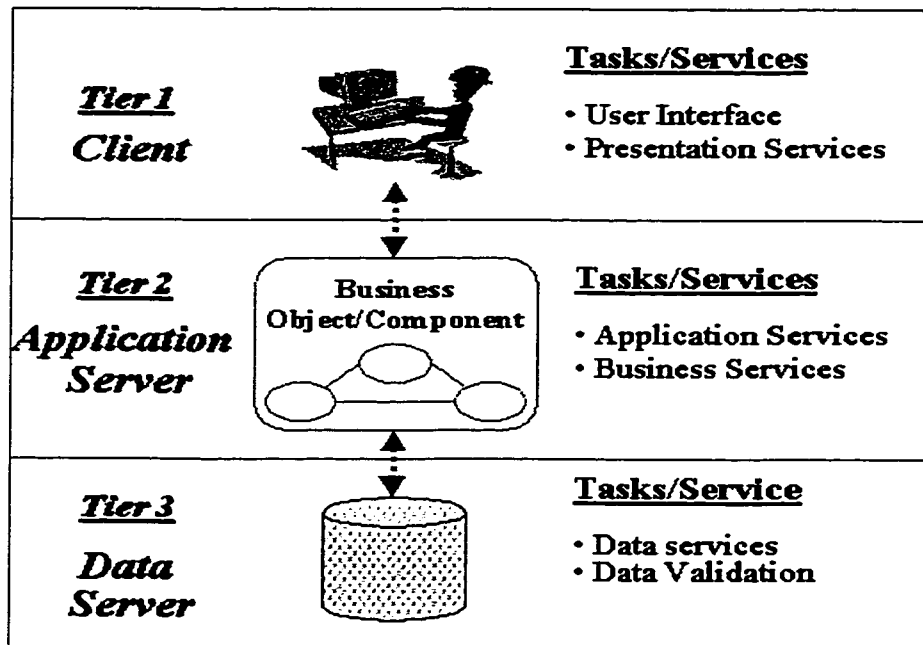 Tier 1
Client
Tasks/Services
• User Interface
• Presentation Services
Tier 2
Application
Server
Business
Object/Component
Tasks/Services
• Application Services
• Business Services
Tier 3
Data
Server
Tasks/Service
• Data services
• Data Validation